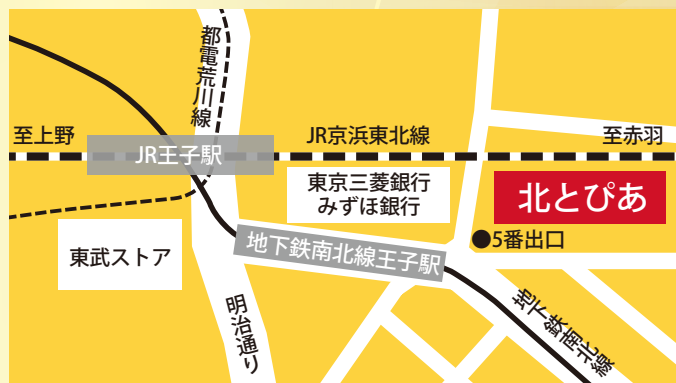 都電荒川線
至上野
JR王子駅
JR京浜東北線
至赤羽
東京三菱銀行
みずほ銀行
北とぴあ
東武ストア
地下鉄南北線王子駅
●5番出口
明治通り
地下鉄南北線